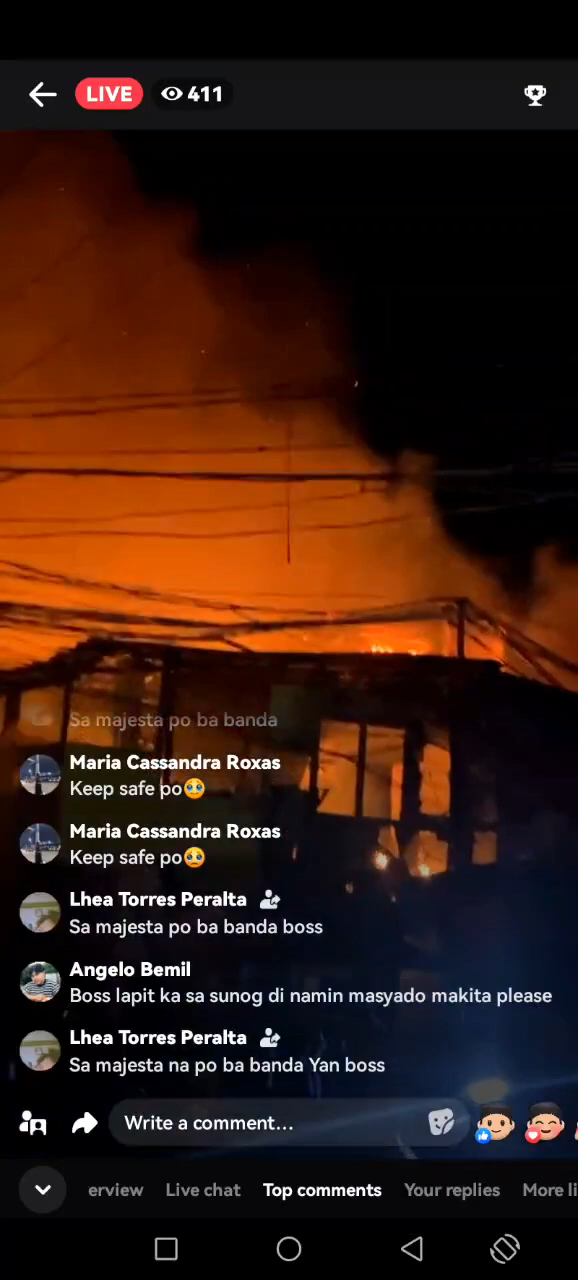 LIVE 411
Sa majesta po ba banda
Maria Cassandra Roxas
Keep safe po🥹
Maria Cassandra Roxas
Keep safe po🥹
Lhea Torres Peralta
Sa majesta po ba banda boss
Angelo Bemil
Boss lapit ka sa sunog di namin masyado makita please
Lhea Torres Peralta
Sa majesta na po ba banda Yan boss
Write a comment...
erview Live chat Top comments Your replies More li